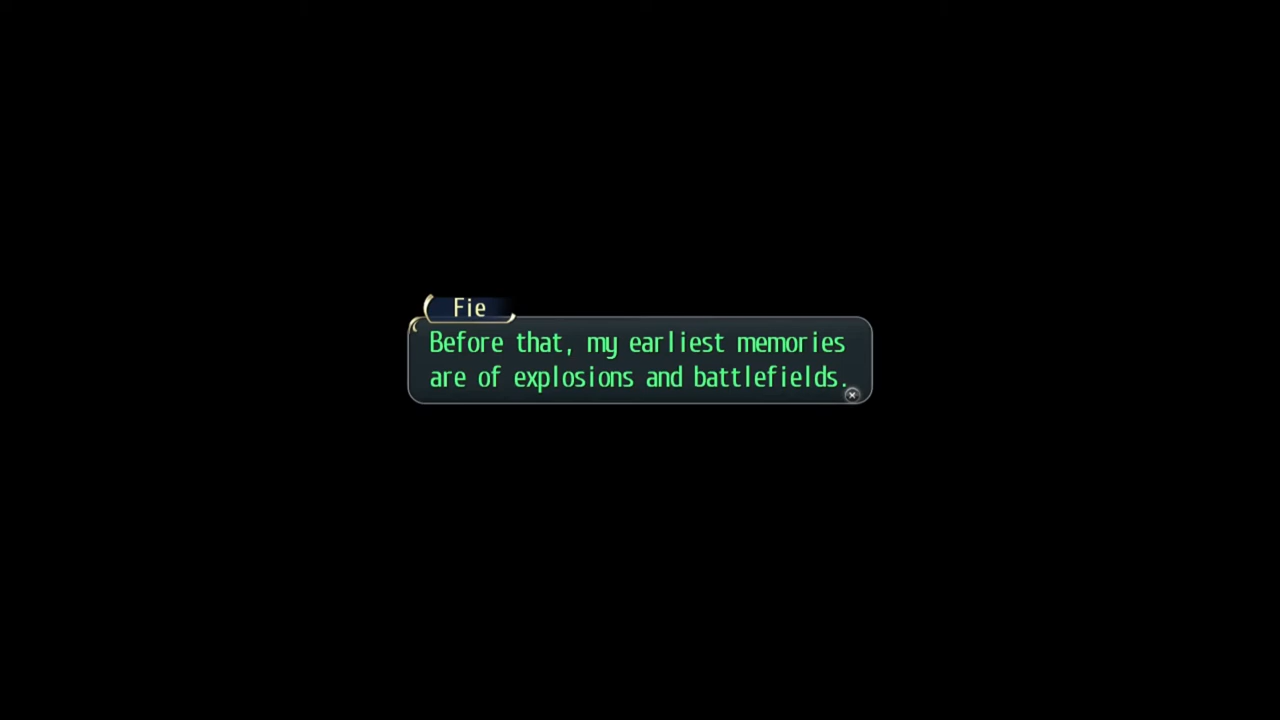 Fie
Before that, my earliest memories
are of explosions and battlefields.